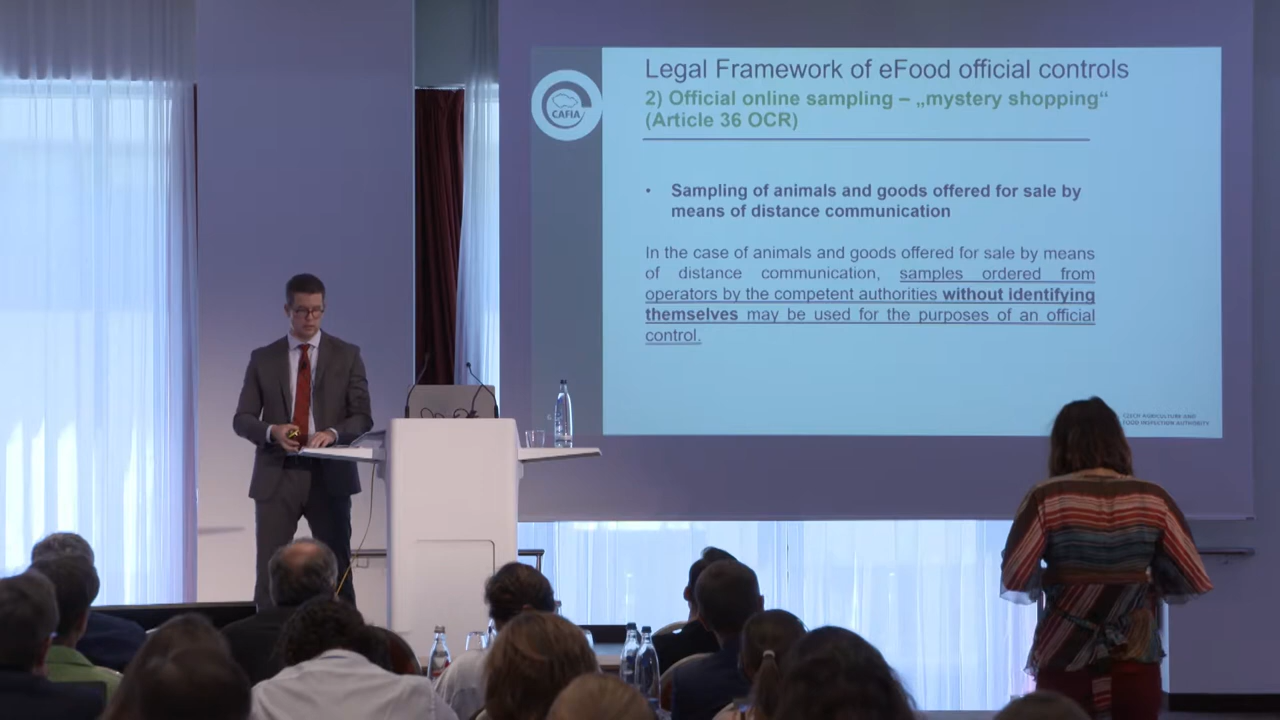 Legal Framework of eFood official controls
2) Official online sampling – „mystery shopping“
(Article 36 OCR)
CAFIA
• Sampling of animals and goods offered for sale by
means of distance communication
In the case of animals and goods offered for sale by means
of distance communication, samples ordered from
operators by the competent authorities without identifying
themselves may be used for the purposes of an official
control.
CZECH AGRICULTURE AND
FOOD INSPECTION AUTHORITY